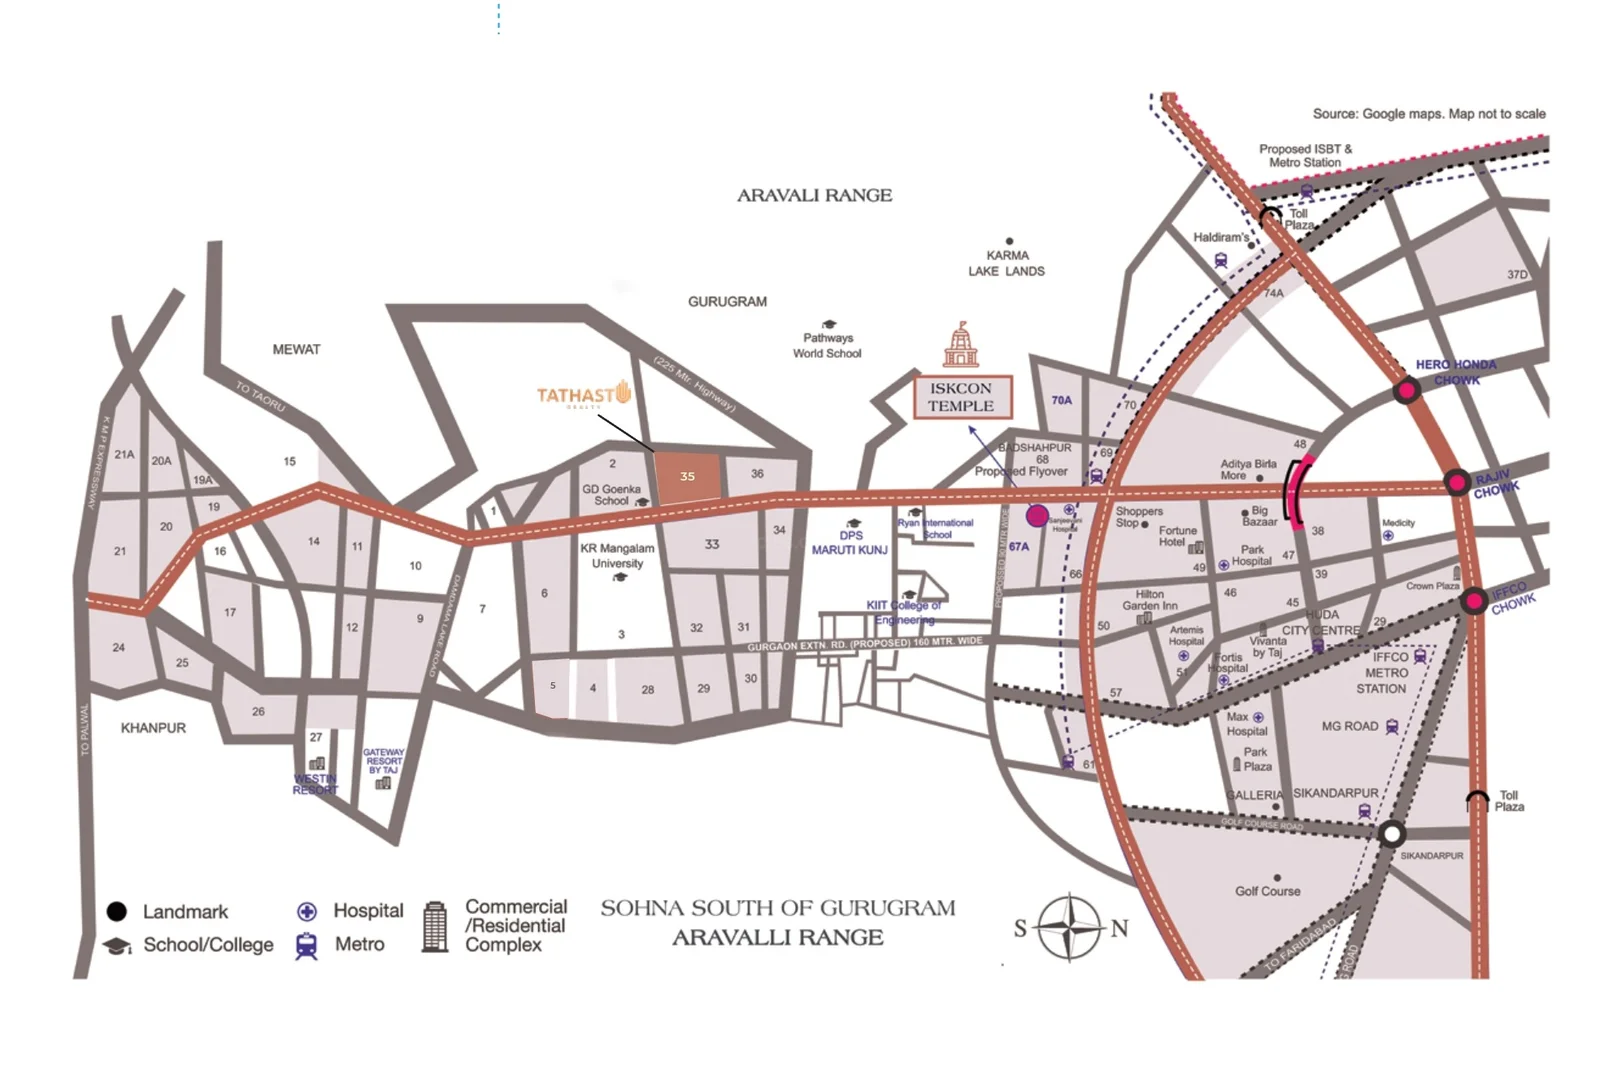 Source: Google maps. Map not to scale
Proposed ISBT &
Metro Station
Toll
Plaza
Haldiram's
ARAVALI RANGE
KARMA
LAKE LANDS
37D
74A
GURUGRAM
Pathways
World School
MEWAT
TO TAORU
(225 Mtr. Highway)
TATHAST
REALTY
ISKCON
TEMPLE
HERO HONDA
CHOWK
70A
70
K M P EXPRESSWAY
21A
20A
19A
15
2
GD Goenka
School
35
36
BADSHAHPUR
68
Proposed Flyover
69
48
Aditya Birla
More
RAJIV
CHOWK
19
20
21
16
14
11
10
1
KR Mangalam
University
33
34
DPS
MARUTI KUNJ
Ryan International
School
Sanjeevani
Hospital
67A
PROPOSED 90 MTR WIDE
66
Shoppers
Stop
Big
Bazaar
Fortune
Hotel
Park
Hospital
47
38
Medicity
49
39
Crown Plaza
IFFCO
CHOWK
17
12
9
DAMDAMA LAKE ROAD
7
6
3
32
31
KIIT College of
Engineering
GURGAON EXTN. RD. (PROPOSED) 160 MTR. WIDE
Hilton
Garden Inn
46
45
50
Artemis
Hospital
HUDA
CITY CENTRE
29
Vivanta
by Taj
Fortis
Hospital
51
IFFCO
METRO
STATION
24
25
26
5
4
28
29
30
57
KHANPUR
TO PALWAL
27
WESTIN
RESORT
GATEWAY
RESORT
BY TAJ
Max
Hospital
MG ROAD
61
Park
Plaza
GALLERIA
SIKANDARPUR
Toll
Plaza
GOLF COURSE ROAD
SIKANDARPUR
Golf Course
TO FARIDABAD
ROAD
Landmark
School/College
Hospital
Metro
Commercial
/Residential
Complex
SOHNA SOUTH OF GURUGRAM
ARAVALLI RANGE
S
N